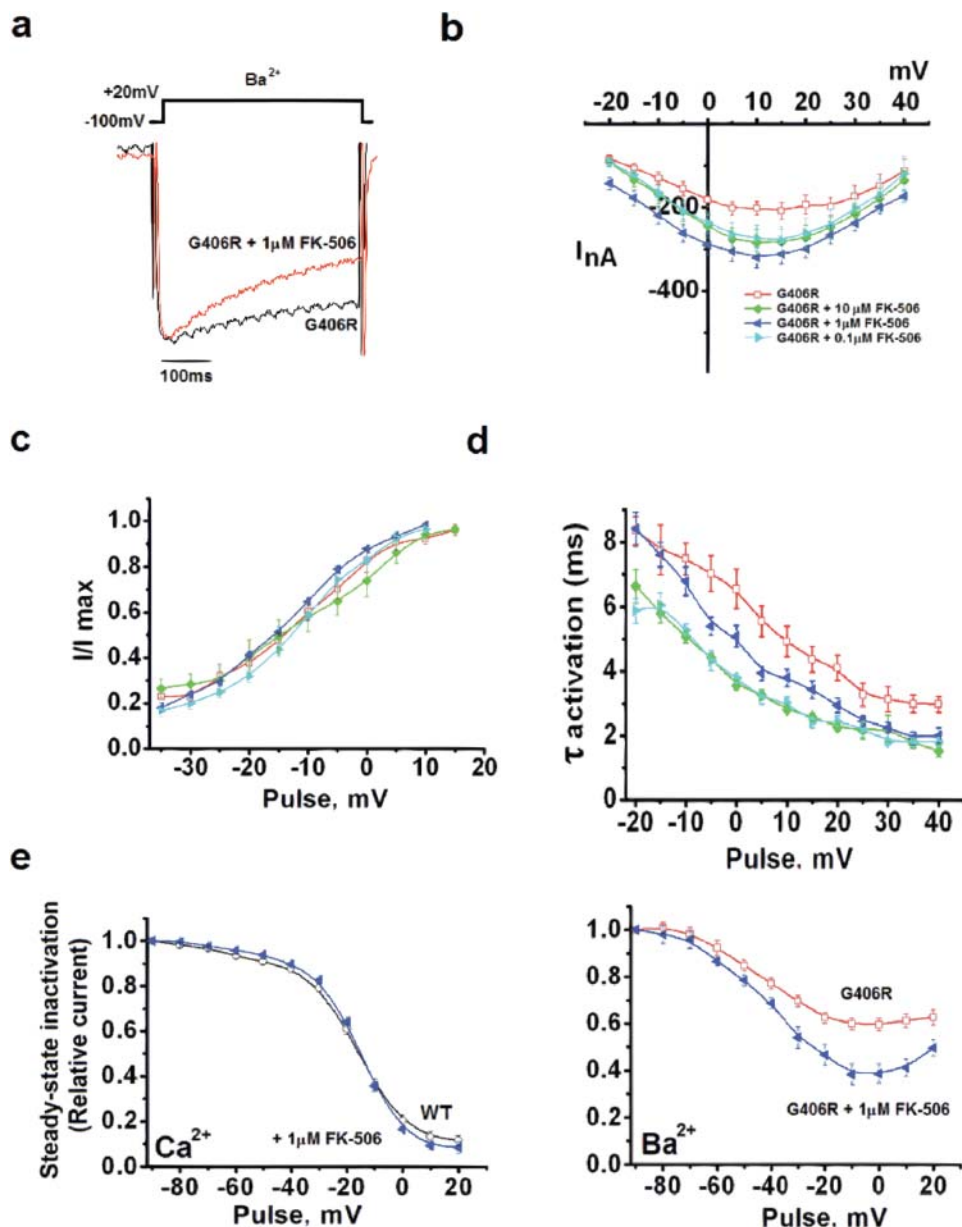 a
Ba2+
+20mV
-100mV
G406R + 1μM FK-506
G406R
100ms
b
mV
-20 -10 0 10 20 30 40
-200
InA
-400
G406R
G406R + 10 μM FK-506
G406R + 1μM FK-506
G406R + 0.1μM FK-506
c
I/I max
1.0
0.8
0.6
0.4
0.2
0.0
-30 -20 -10 0 10 20
Pulse, mV
d
τ activation (ms)
8
6
4
2
0
-20 -10 0 10 20 30 40
Pulse, mV
e
Steady-state inactivation
(Relative current)
1.0
0.8
0.6
0.4
0.2
0.0
WT
+ 1μM FK-506
Ca2+
-80 -60 -40 -20 0 20
Pulse, mV
1.0
0.8
0.6
0.4
0.2
0.0
G406R
G406R + 1μM FK-506
Ba2+
-80 -60 -40 -20 0 20
Pulse, mV